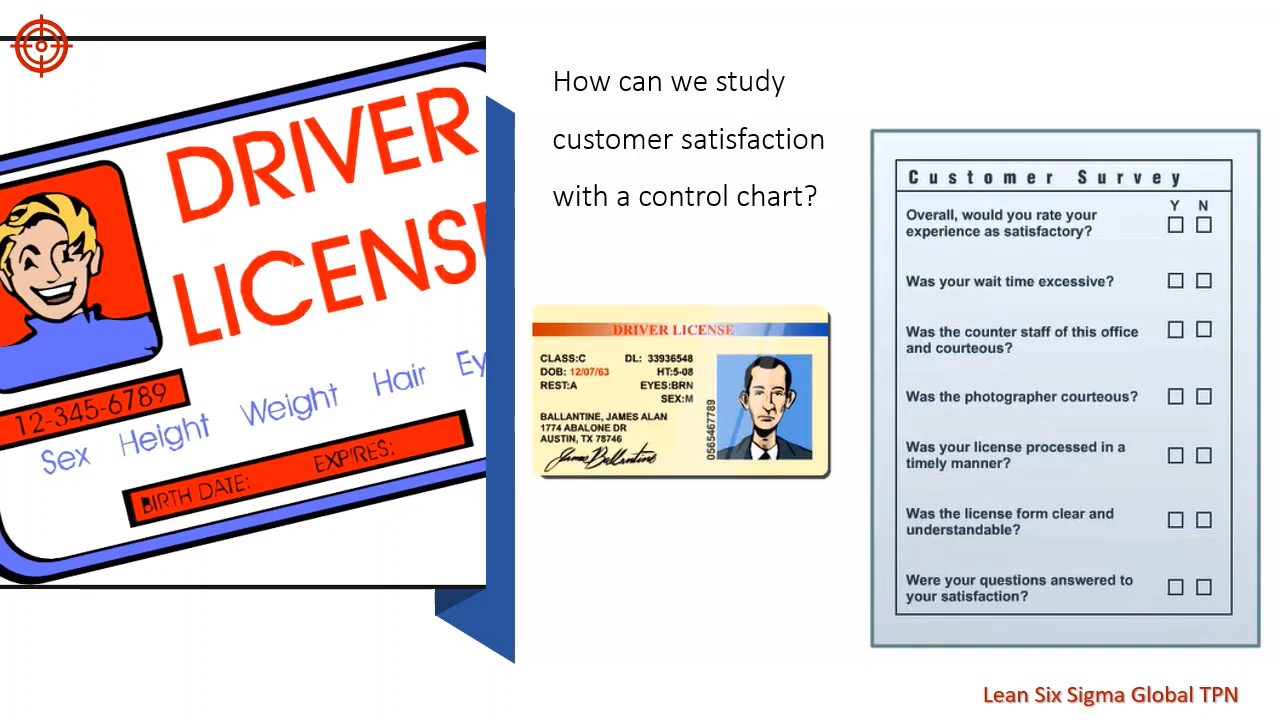 DRIVER
LICENSE
12-345-6789
Sex Height Weight Hair Ey
BIRTH DATE: EXPIRES:
How can we study
customer satisfaction
with a control chart?
DRIVER LICENSE
CLASS:C DL: 33936548
DOB: 12/07/63 HT:5-08
REST:A EYES:BRN
SEX:M
BALLANTINE, JAMES ALAN
1774 ABALONE DR
AUSTIN, TX 78746
James Ballantine
0565467789
Customer Survey
Y N
Overall, would you rate your
experience as satisfactory?
Was your wait time excessive?
Was the counter staff of this office
and courteous?
Was the photographer courteous?
Was your license processed in a
timely manner?
Was the license form clear and
understandable?
Were your questions answered to
your satisfaction?
Lean Six Sigma Global TPN